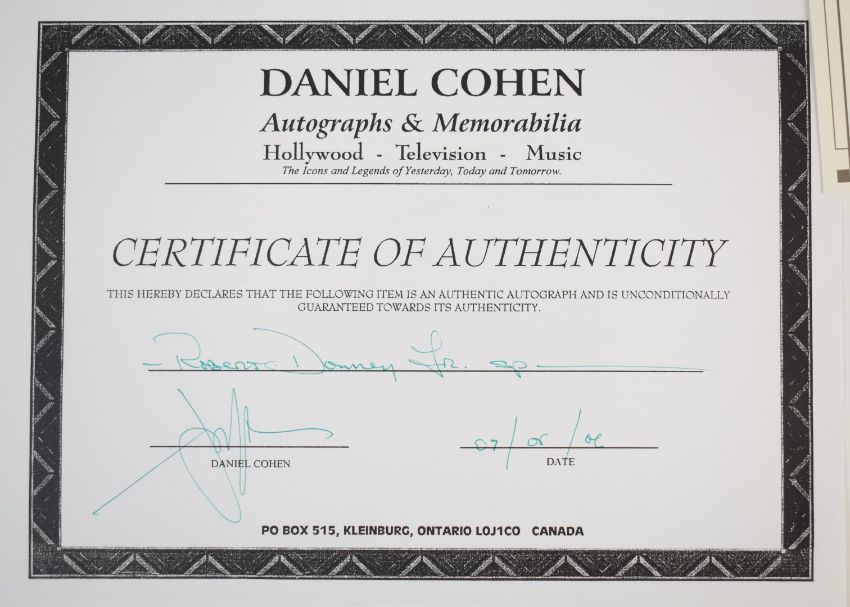 DANIEL COHEN
Autographs & Memorabilia
Hollywood - Television - Music
The Icons and Legends of Yesterday, Today and Tomorrow.
CERTIFICATE OF AUTHENTICITY
THIS HEREBY DECLARES THAT THE FOLLOWING ITEM IS AN AUTHENTIC AUTOGRAPH AND IS UNCONDITIONALLY
GUARANTEED TOWARDS ITS AUTHENTICITY.
- Robert Downey Jr. sp
DANIEL COHEN
DATE
PO BOX 515, KLEINBURG, ONTARIO L0J1C0 CANADA